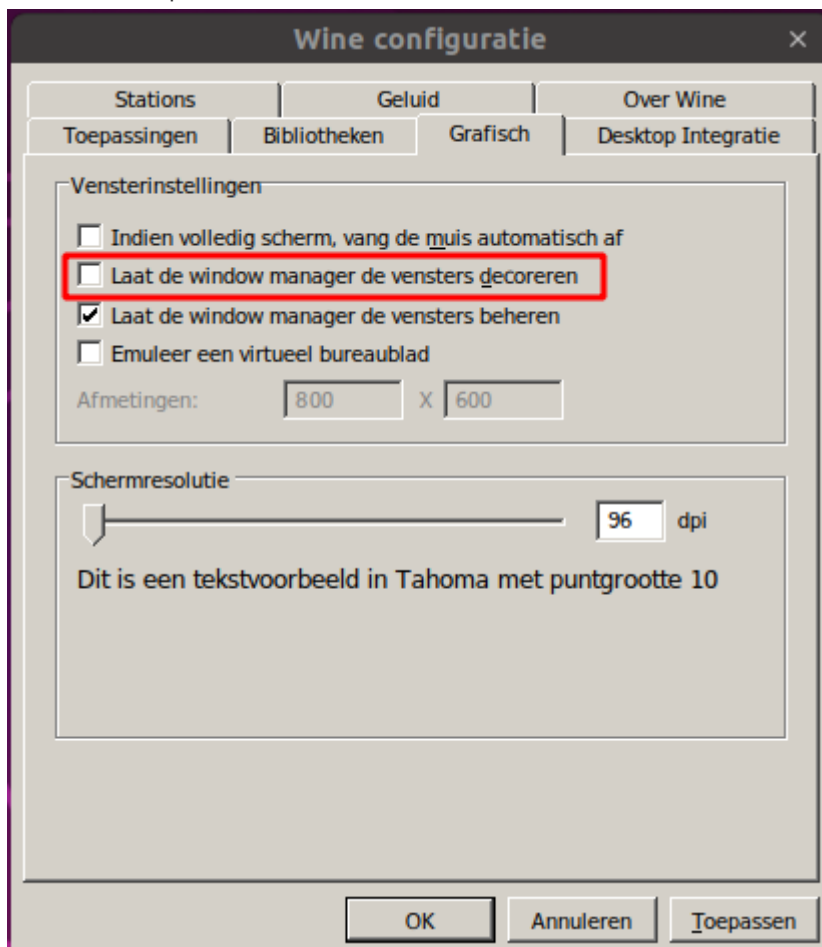 Wine configuratie
Stations Geluid Over Wine
Toepassingen Bibliotheken Grafisch Desktop Integratie
Vensterinstellingen
Indien volledig scherm, vang de muis automatisch af
Laat de window manager de vensters decoreren
Laat de window manager de vensters beheren
Emuleer een virtueel bureaublad
Afmetingen: 800 X 600
Schermresolutie
96 dpi
Dit is een tekstvoorbeeld in Tahoma met puntgrootte 10
OK Annuleren Toepassen